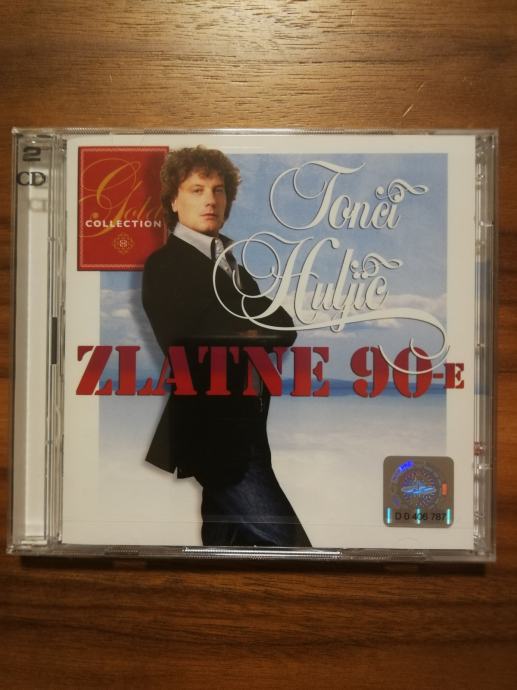 2
CD
Gold
COLLECTION
Tonči
Huljić
ZLATNE 90-E
D 0 406 787